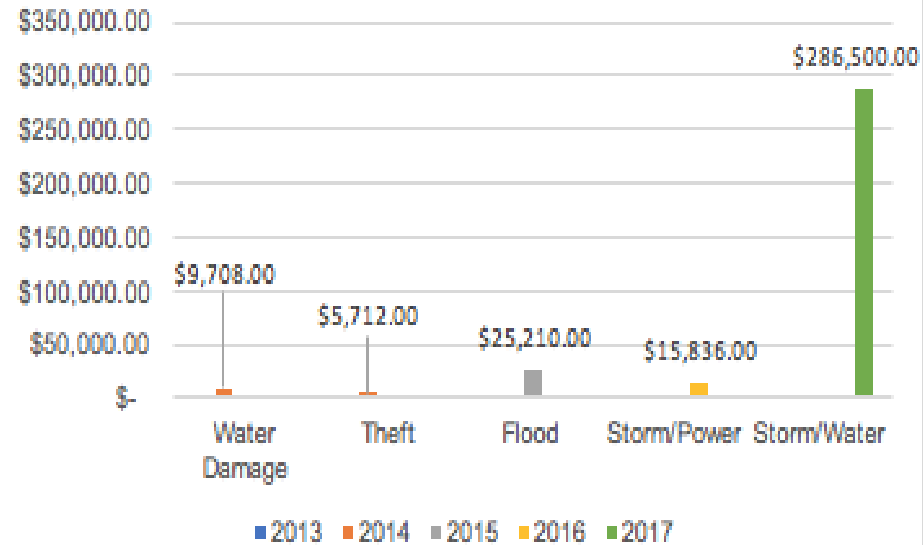 $350,000.00
$300,000.00
$250,000.00
$200,000.00
$150,000.00
$100,000.00
$50,000.00
$-
$9,708.00
$5,712.00
$25,210.00
$15,836.00
$286,500.00
Water Damage
Theft
Flood
Storm/Power
Storm/Water
2013 2014 2015 2016 2017